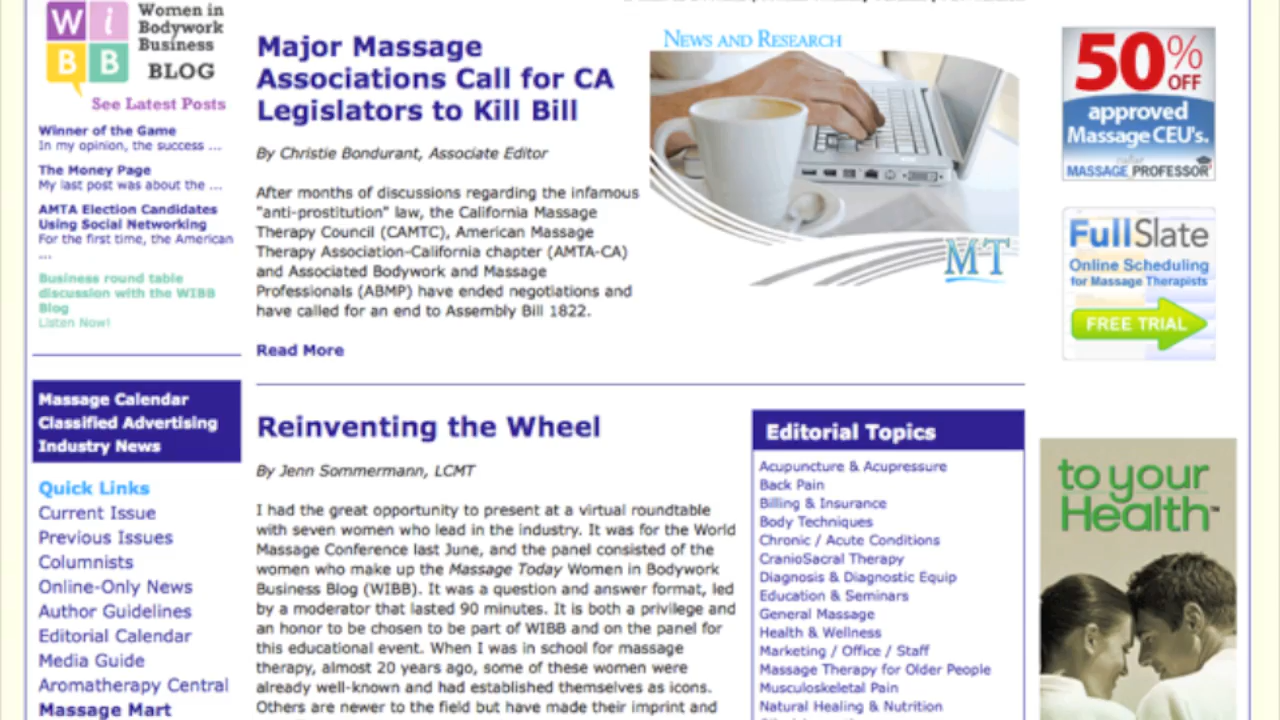 Women in
Bodywork
Business
WiBB
BLOG
See Latest Posts
Winner of the Game
In my opinion, the success ...
The Money Page
My last post was about the ...
AMTA Election Candidates
Using Social Networking
For the first time, the American
...
Business round table
discussion with the WIBB
Blog
Listen Now!
Massage Calendar
Classified Advertising
Industry News
Quick Links
Current Issue
Previous Issues
Columnists
Online-Only News
Author Guidelines
Editorial Calendar
Media Guide
Aromatherapy Central
Massage Mart
Major Massage
Associations Call for CA
Legislators to Kill Bill
By Christie Bondurant, Associate Editor
After months of discussions regarding the infamous
"anti-prostitution" law, the California Massage
Therapy Council (CAMTC), American Massage
Therapy Association-California chapter (AMTA-CA)
and Associated Bodywork and Massage
Professionals (ABMP) have ended negotiations and
have called for an end to Assembly Bill 1822.
Read More
News and Research
MT
Reinventing the Wheel
By Jenn Sommermann, LCMT
I had the great opportunity to present at a virtual roundtable
with seven women who lead in the industry. It was for the World
Massage Conference last June, and the panel consisted of the
women who make up the Massage Today Women in Bodywork
Business Blog (WIBB). It was a question and answer format, led
by a moderator that lasted 90 minutes. It is both a privilege and
an honor to be chosen to be part of WIBB and on the panel for
this educational event. When I was in school for massage
therapy, almost 20 years ago, some of these women were
already well-known and had established themselves as icons.
Others are newer to the field but have made their imprint and
Editorial Topics
Acupuncture & Acupressure
Back Pain
Billing & Insurance
Body Techniques
Chronic / Acute Conditions
CranioSacral Therapy
Diagnosis & Diagnostic Equip
Education & Seminars
General Massage
Health & Wellness
Marketing / Office / Staff
Massage Therapy for Older People
Musculoskeletal Pain
Natural Healing & Nutrition
50% OFF
approved
Massage CEU's.
MASSAGE PROFESSOR
FullSlate
Online Scheduling
for Massage Therapists
FREE TRIAL
to your
Health™